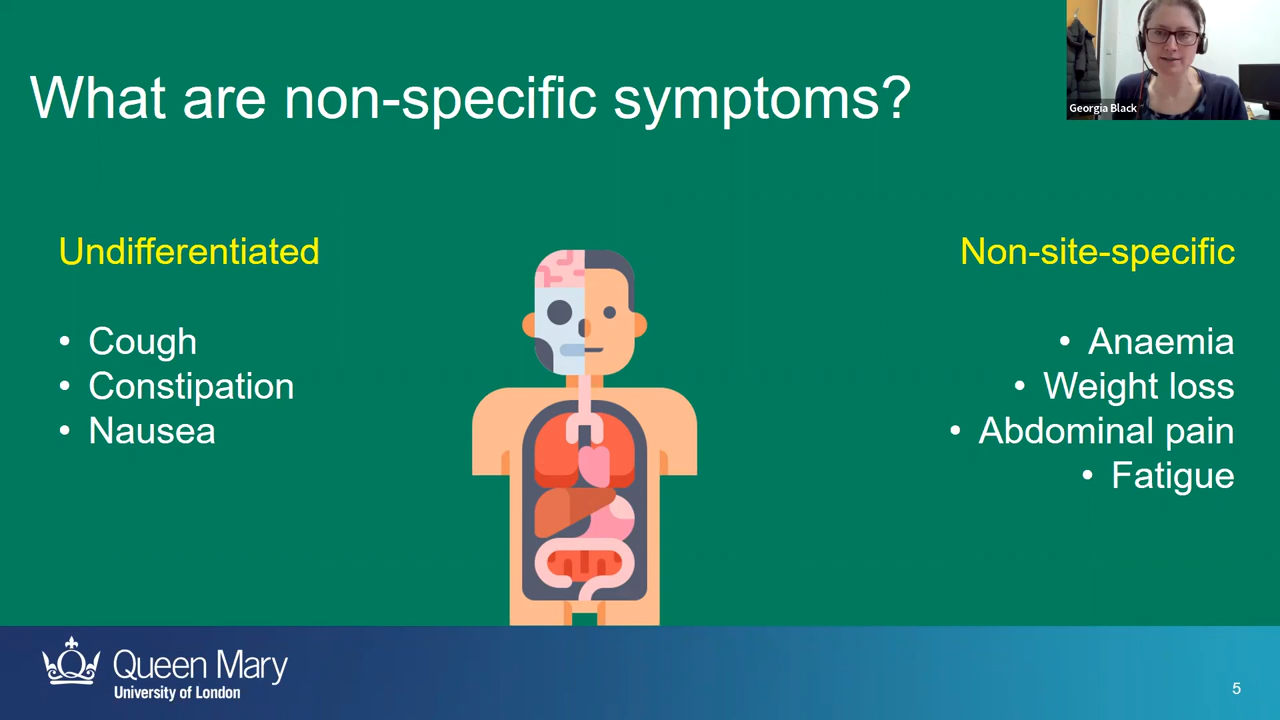 What are non-specific symptoms?
Georgia Black
Undifferentiated
• Cough
• Constipation
• Nausea
Non-site-specific
• Anaemia
• Weight loss
• Abdominal pain
• Fatigue
Queen Mary
University of London
5